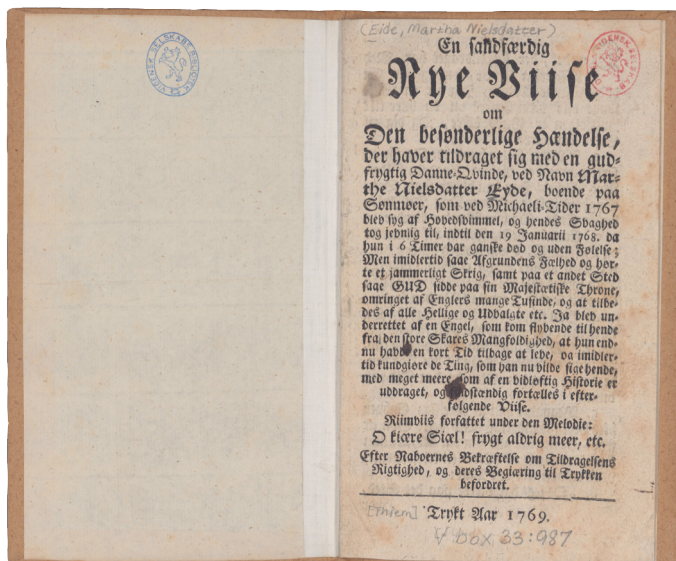 (Eide, Martha Nielsdatter)
En sandfærdig
Nye Viise
om
Den besønderlige Hændelse,
der haver tildraget sig med en gud-
frygtig Danne-Qvinde, ved Navn Mar-
the Nielsdatter Eyde, boende paa
Søndmøer, som ved Michaeli-Tider 1767
blev syg af Hovedsvimmel, og hendes Svaghed
tog jevnlig til, indtil den 19 Januarii 1768. da
hun i 6 Timer var ganske død og uden Følelse;
Men imidlertid saae Afgrundens Fælhed og hør-
te et jammerligt Skrig, samt paa et andet Sted
saae GUD sidde paa sin Majestætiske Throne,
omringet af Englers mange Tusinde, og at tilbe-
des af alle Hellige og Udvalgte etc. Ja blev un-
derrettet af en Engel, som kom flyvende til hende
fra den store Skares Mangfoldighed, at hun end-
nu havde en kort Tid tilbage at leve, og imidler-
tid kundgiøre de Ting, som han nu vilde sige hende,
med meget meere, som af en vidløftig Historie er
uddraget, og fuldstændig fortælles i efter-
følgende Viise.
Riimviis forfattet under den Melodie:
O kiære Siæl! frygt aldrig meer, etc.
Efter Naboernes Bekræftelse om Tildragelsens
Rigtighed, og deres Begiæring til Trykken
befordret.
[Thiem] Trykt Aar 1769.
V box 33:987